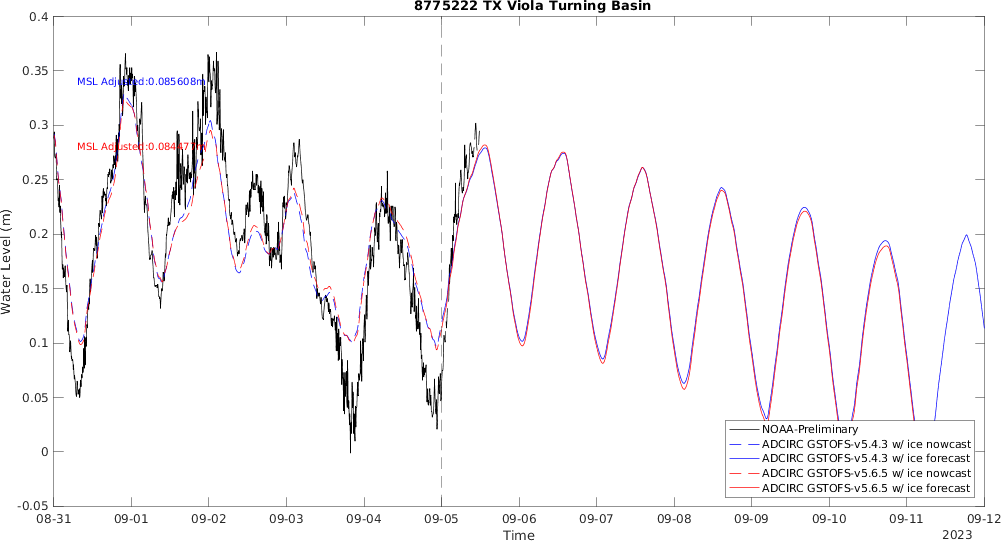 8775222 TX Viola Turning Basin
0.4
0.35
0.3
0.25
0.2
0.15
0.1
0.05
0
-0.05
Water Level (m)
MSL Adjusted:0.085608m
MSL Adjusted:
NOAA-Preliminary
ADCIRC GSTOFS-v5.4.3 w/ ice nowcast
ADCIRC GSTOFS-v5.4.3 w/ ice forecast
ADCIRC GSTOFS-v5.6.5 w/ ice nowcast
ADCIRC GSTOFS-v5.6.5 w/ ice forecast
08-31 09-01 09-02 09-03 09-04 09-05 09-06 09-07 09-08 09-09 09-10 09-11 09-12
Time
2023